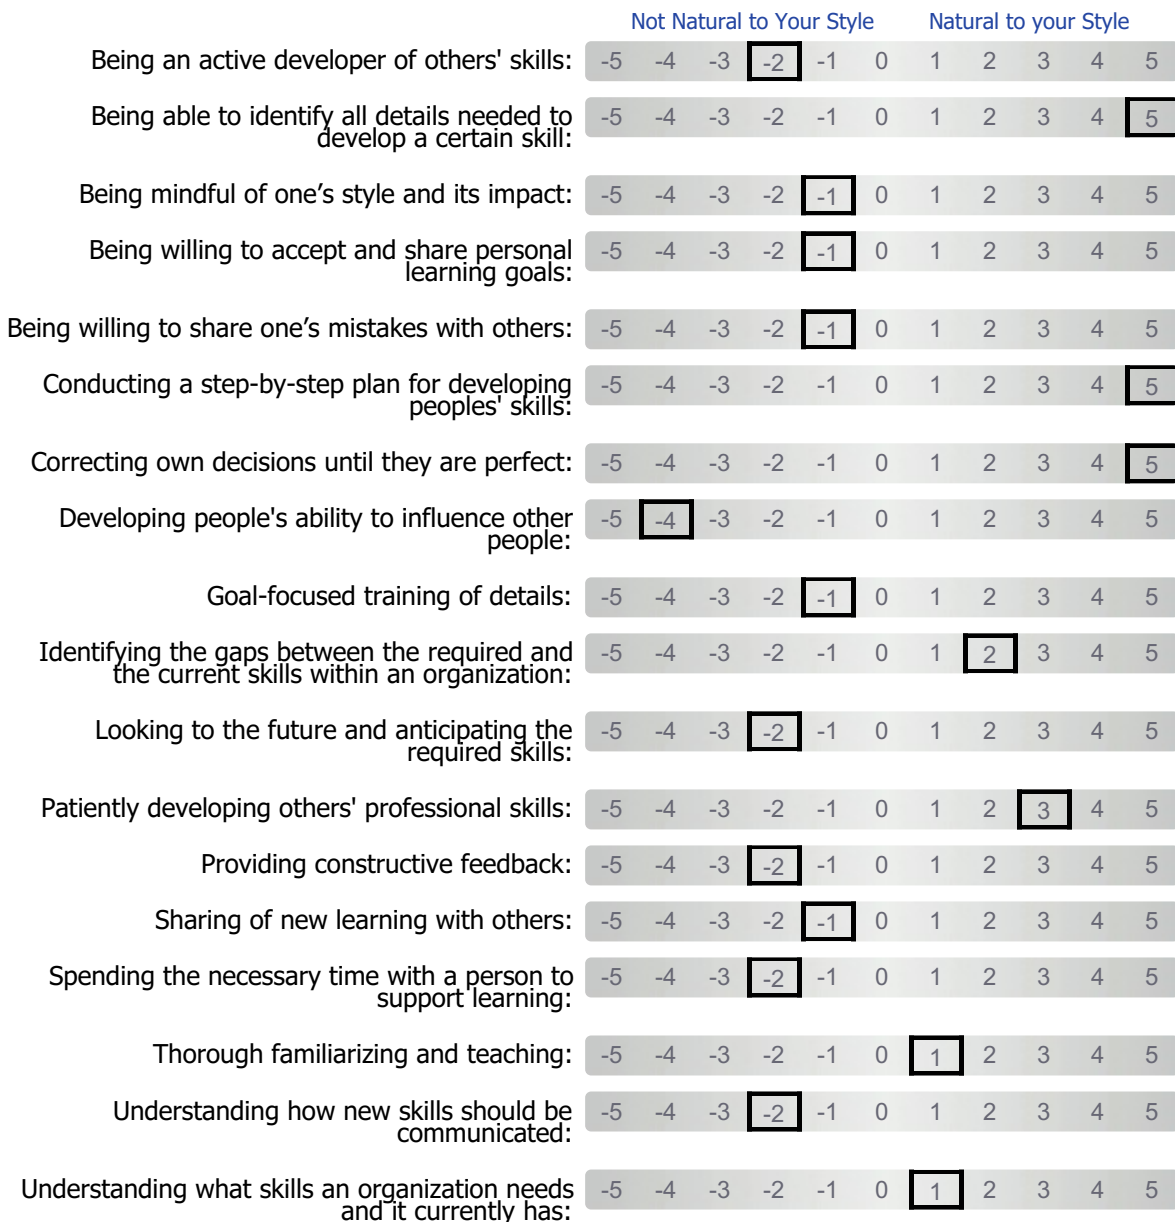 Not Natural to Your Style Natural to your Style
Being an active developer of others' skills: -5 -4 -3 -2 -1 0 1 2 3 4 5
Being able to identify all details needed to
develop a certain skill: -5 -4 -3 -2 -1 0 1 2 3 4 5
Being mindful of one’s style and its impact: -5 -4 -3 -2 -1 0 1 2 3 4 5
Being willing to accept and share personal
learning goals: -5 -4 -3 -2 -1 0 1 2 3 4 5
Being willing to share one’s mistakes with others: -5 -4 -3 -2 -1 0 1 2 3 4 5
Conducting a step-by-step plan for developing
peoples' skills: -5 -4 -3 -2 -1 0 1 2 3 4 5
Correcting own decisions until they are perfect: -5 -4 -3 -2 -1 0 1 2 3 4 5
Developing people's ability to influence other
people: -5 -4 -3 -2 -1 0 1 2 3 4 5
Goal-focused training of details: -5 -4 -3 -2 -1 0 1 2 3 4 5
Identifying the gaps between the required and
the current skills within an organization: -5 -4 -3 -2 -1 0 1 2 3 4 5
Looking to the future and anticipating the
required skills: -5 -4 -3 -2 -1 0 1 2 3 4 5
Patiently developing others' professional skills: -5 -4 -3 -2 -1 0 1 2 3 4 5
Providing constructive feedback: -5 -4 -3 -2 -1 0 1 2 3 4 5
Sharing of new learning with others: -5 -4 -3 -2 -1 0 1 2 3 4 5
Spending the necessary time with a person to
support learning: -5 -4 -3 -2 -1 0 1 2 3 4 5
Thorough familiarizing and teaching: -5 -4 -3 -2 -1 0 1 2 3 4 5
Understanding how new skills should be
communicated: -5 -4 -3 -2 -1 0 1 2 3 4 5
Understanding what skills an organization needs
and it currently has: -5 -4 -3 -2 -1 0 1 2 3 4 5